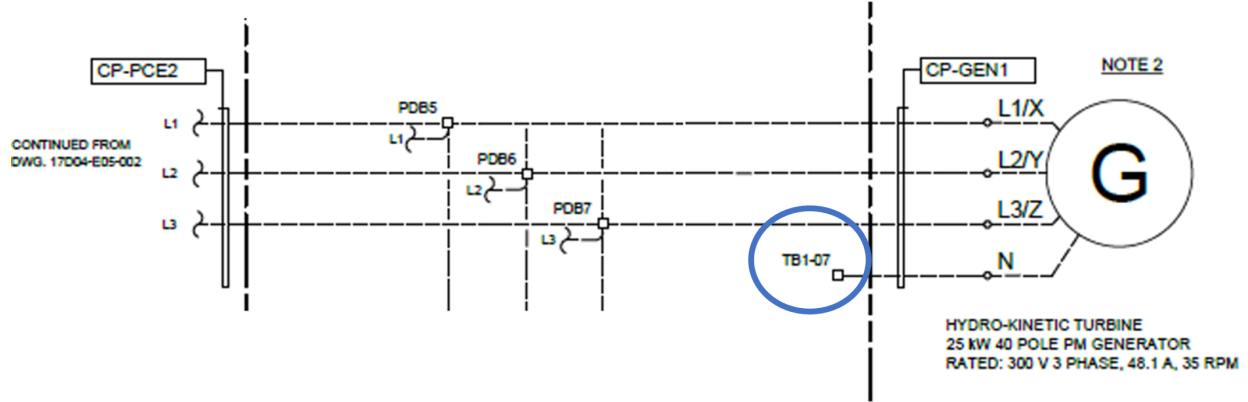 CP-PCE2
CP-GEN1
NOTE 2
PDB5
L1
L1
L1/X
CONTINUED FROM
DWG. 17D04-E05-002
PDB6
L2
L2
L2/Y
G
PDB7
L3
L3
L3/Z
TB1-07
N
HYDRO-KINETIC TURBINE
25 kW 40 POLE PM GENERATOR
RATED: 300 V 3 PHASE, 48.1 A, 35 RPM